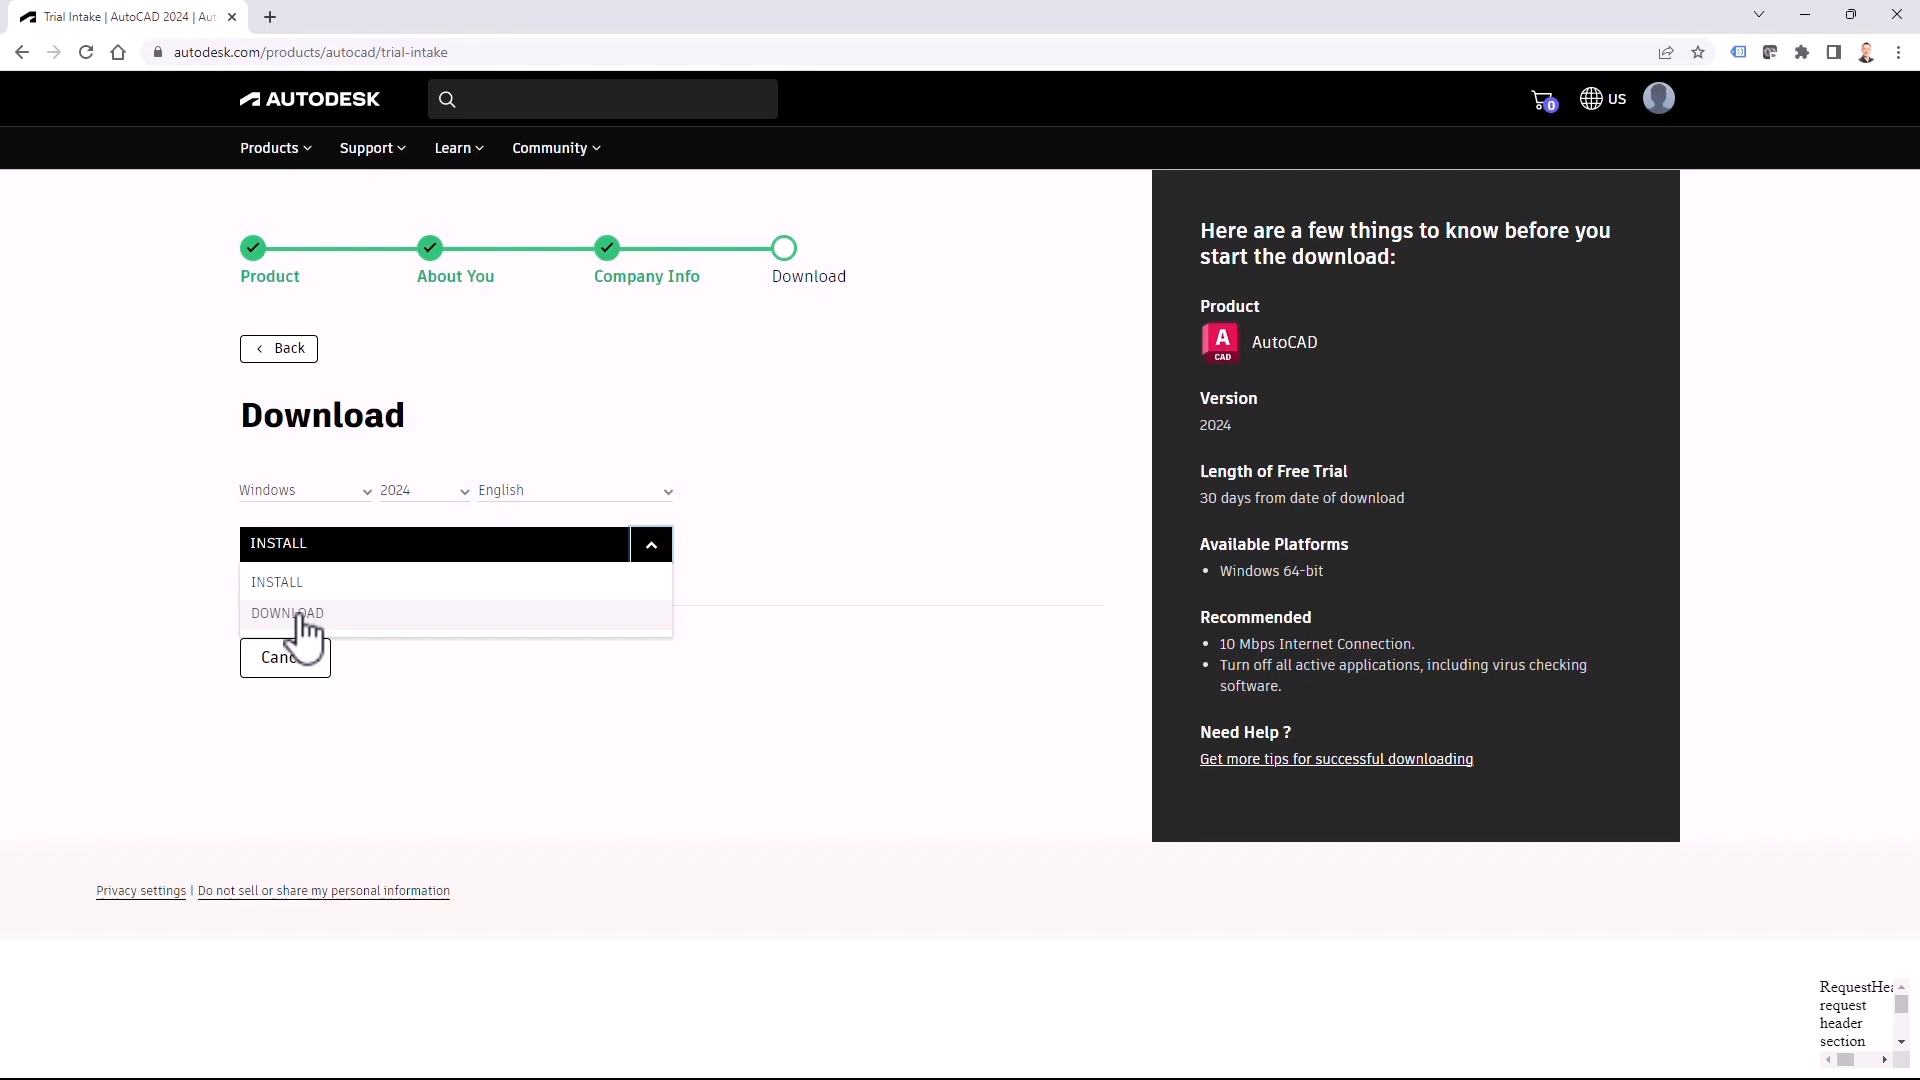 Trial Intake | AutoCAD 2024 | Aut
autodesk.com/products/autocad/trial-intake
AUTODESK
0
US
Products
Support
Learn
Community
Product
About You
Company Info
Download
Back
Download
Windows
2024
English
INSTALL
INSTALL
DOWNLOAD
Cancel
Here are a few things to know before you
start the download:
Product
A
CAD
AutoCAD
Version
2024
Length of Free Trial
30 days from date of download
Available Platforms
• Windows 64-bit
Recommended
• 10 Mbps Internet Connection.
• Turn off all active applications, including virus checking
software.
Need Help ?
Get more tips for successful downloading
Privacy settings | Do not sell or share my personal information
RequestHea
request
header
section